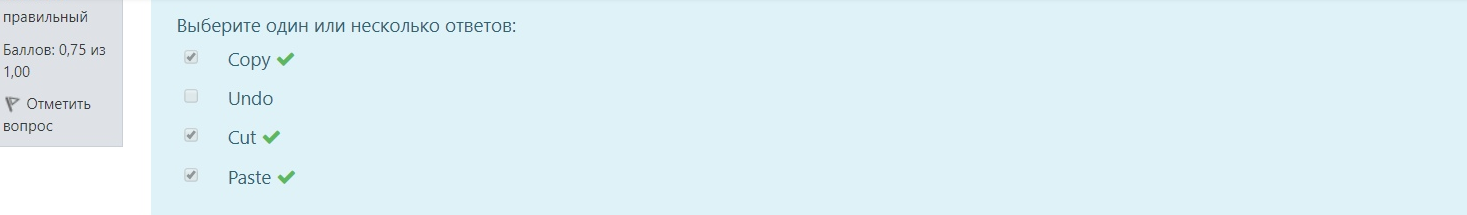 правильный
Баллов: 0,75 из
1,00
Отметить
вопрос
Выберите один или несколько ответов:
Copy
Undo
Cut
Paste